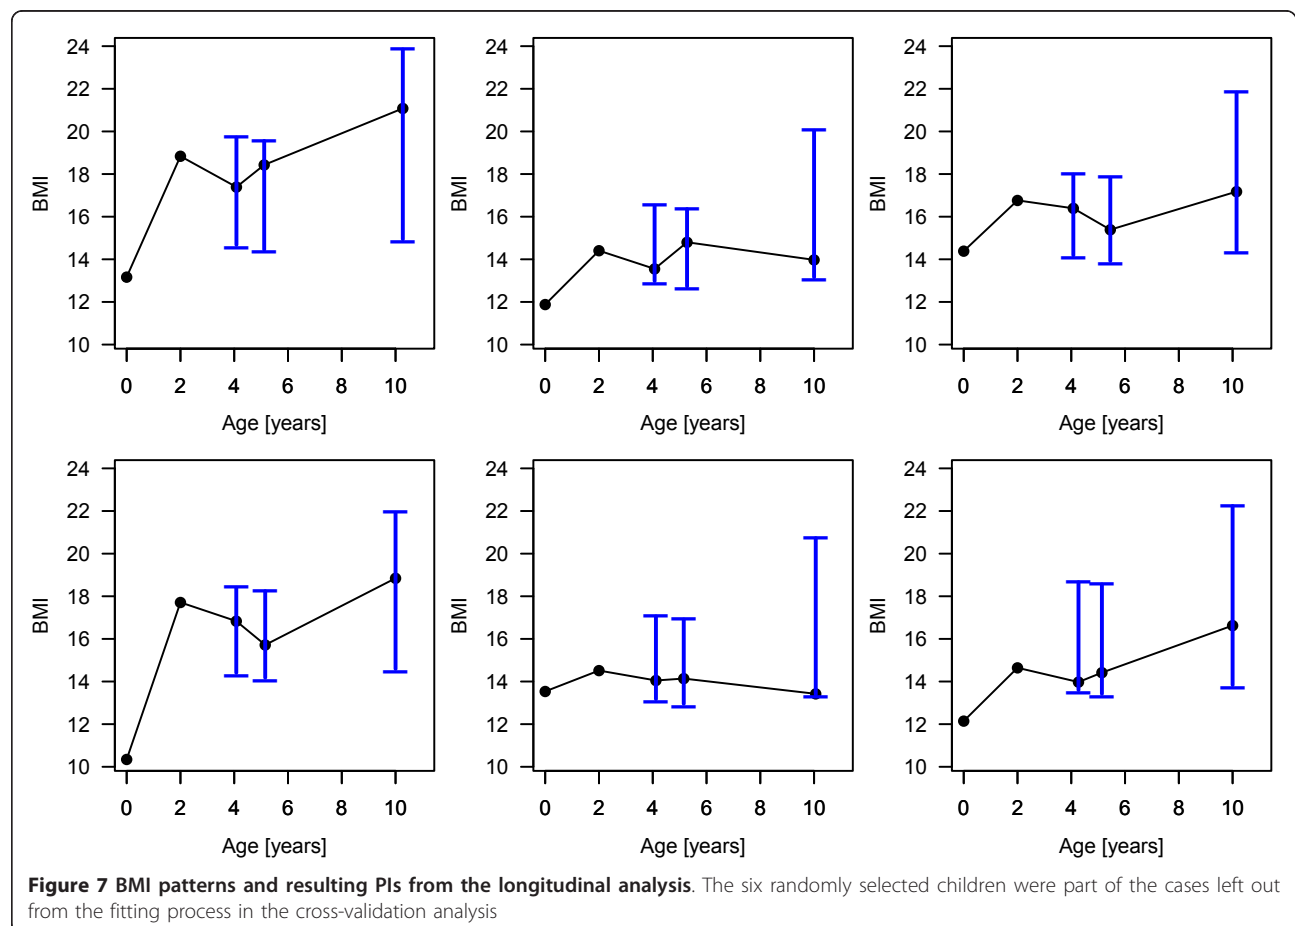 24
22
20
18
16
14
12
10
BMI
0 2 4 6 8 10
Age [years]
24
22
20
18
16
14
12
10
BMI
0 2 4 6 8 10
Age [years]
24
22
20
18
16
14
12
10
BMI
0 2 4 6 8 10
Age [years]
24
22
20
18
16
14
12
10
BMI
0 2 4 6 8 10
Age [years]
24
22
20
18
16
14
12
10
BMI
0 2 4 6 8 10
Age [years]
24
22
20
18
16
14
12
10
BMI
0 2 4 6 8 10
Age [years]
Figure 7 BMI patterns and resulting PIs from the longitudinal analysis. The six randomly selected children were part of the cases left out
from the fitting process in the cross-validation analysis